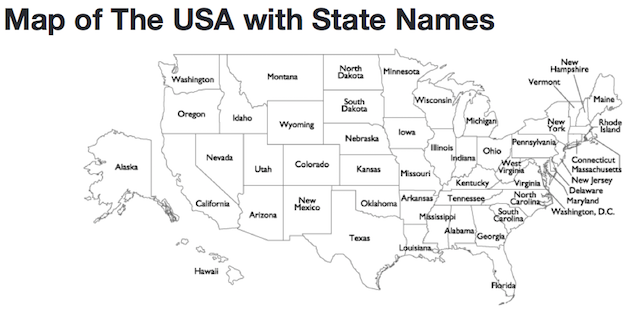 Map of The USA with State Names
New
Hampshire
Vermont
Washington
Montana
North
Dakota
Minnesota
Maine
Oregon
Idaho
South
Dakota
Wisconsin
Michigan
New
York
Rhode
Island
Wyoming
Iowa
Nebraska
Illinois
Indiana
Ohio
Pennsylvania
Connecticut
Massachusetts
New Jersey
Delaware
Maryland
Washington, D.C.
Alaska
Nevada
Utah
Colorado
Kansas
Missouri
West
Virginia
Kentucky
Virginia
California
Arizona
New
Mexico
Oklahoma
Arkansas
Tennessee
North
Carolina
South
Carolina
Mississippi
Alabama
Georgia
Texas
Louisiana
Hawaii
Florida